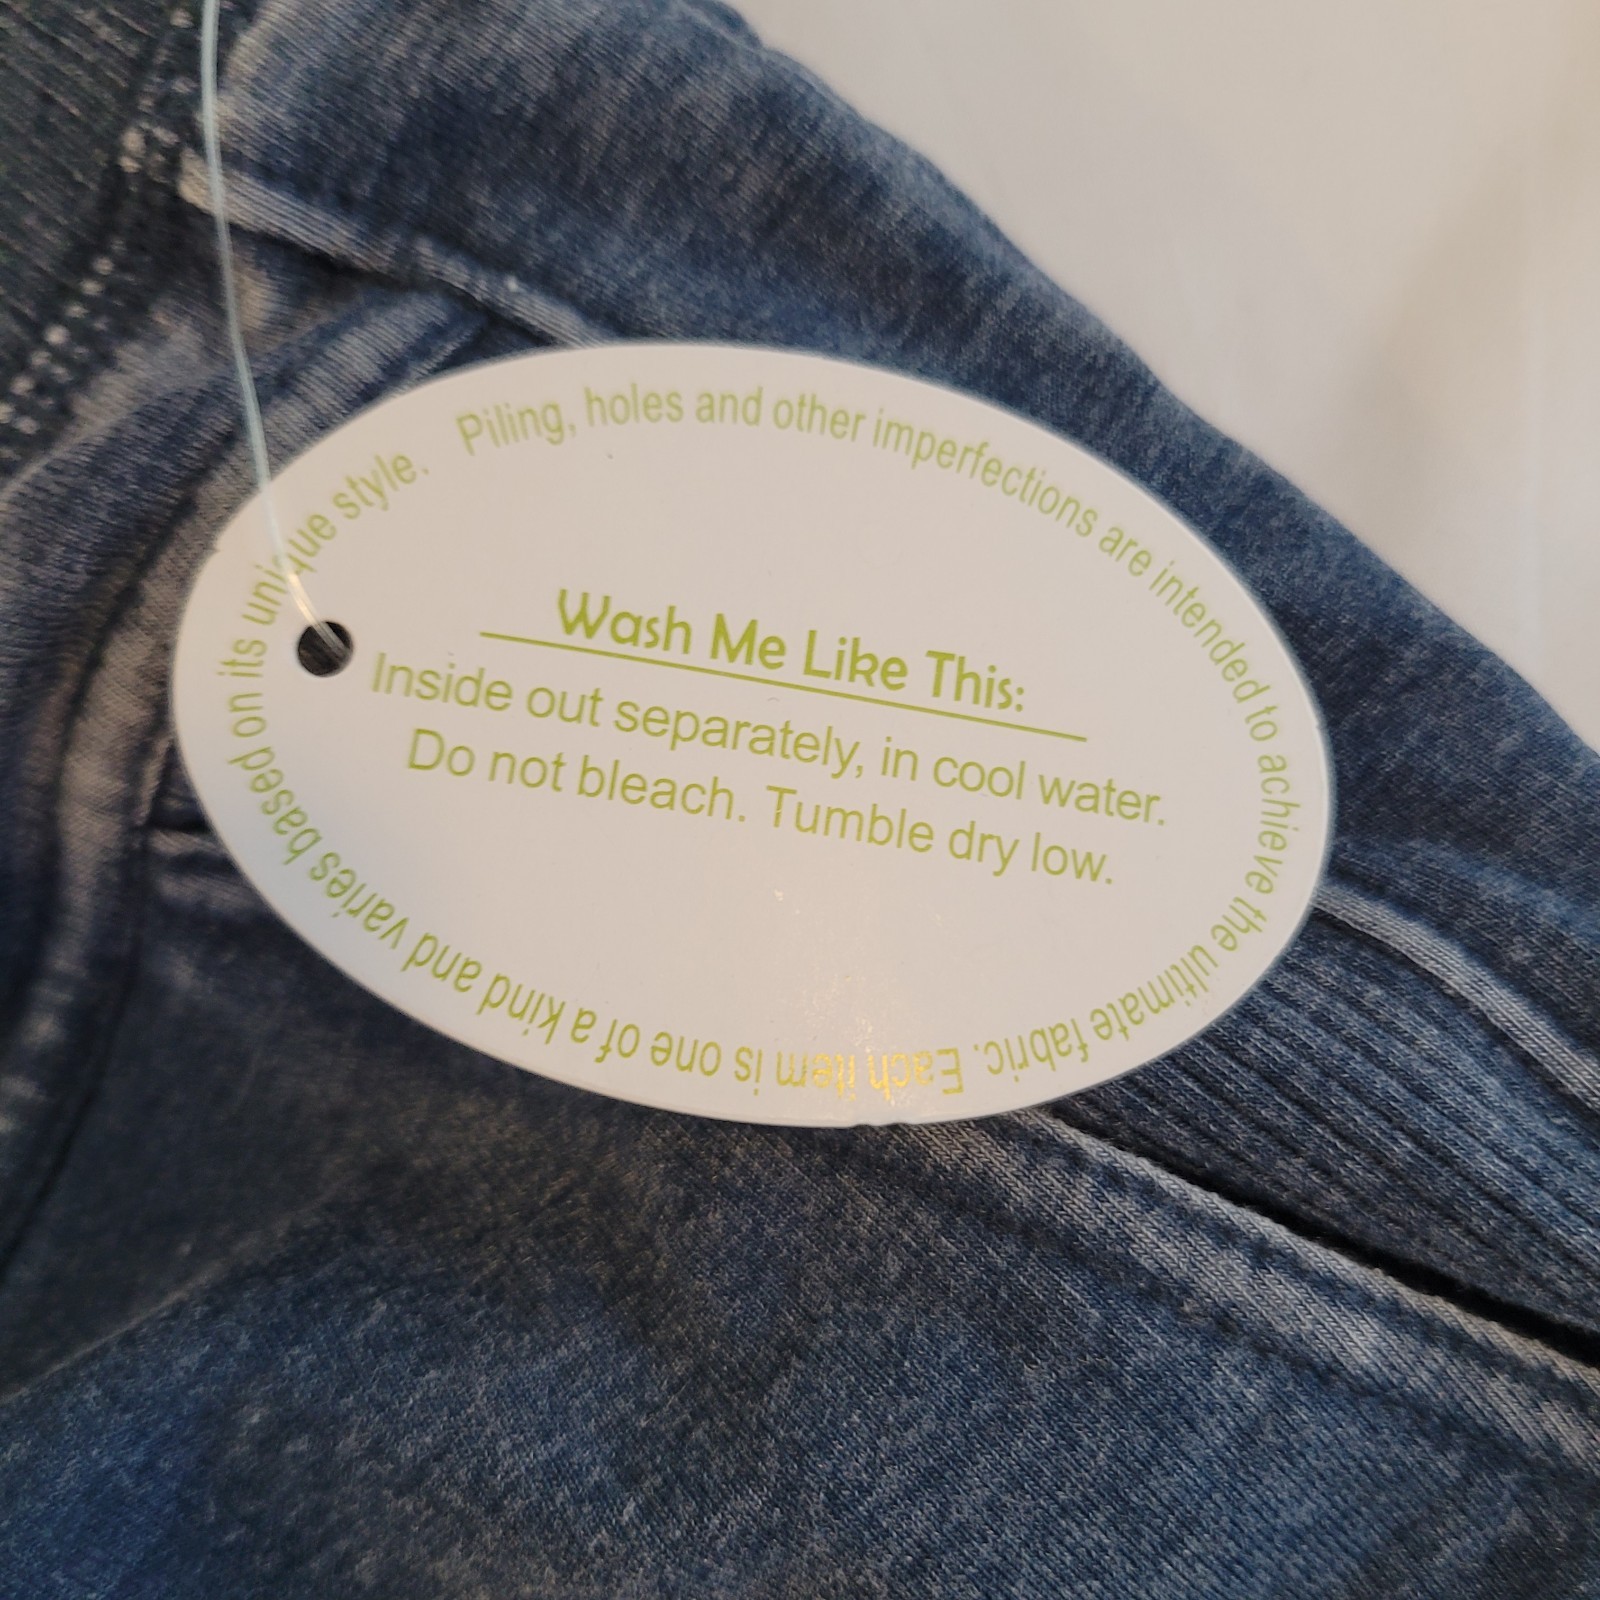 Piling, holes and other imperfections are intended to achieve the ultimate fabric. Each item is one of a kind and varies based on its unique style.
Wash Me Like This:
Inside out separately, in cool water.
Do not bleach. Tumble dry low.